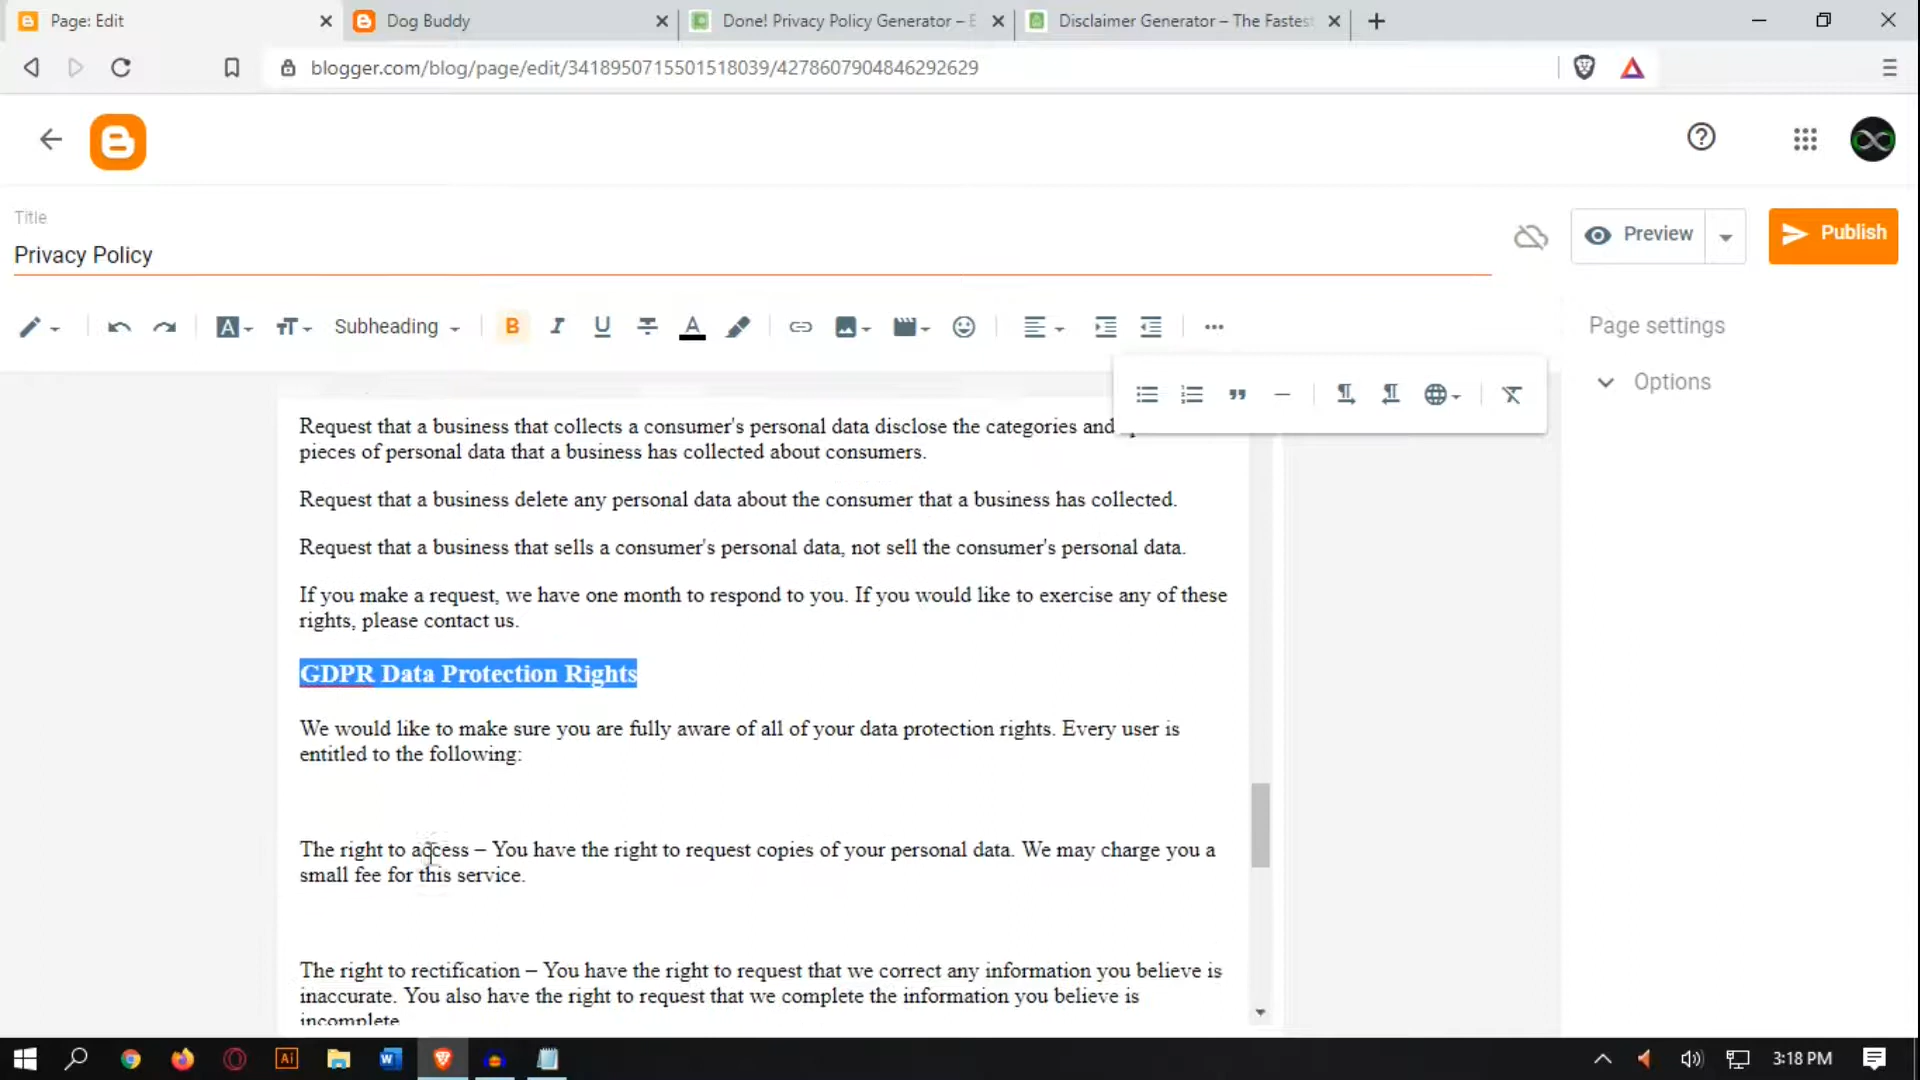 Page: Edit
Dog Buddy
Done! Privacy Policy Generator –
Disclaimer Generator – The Fastest
blogger.com/blog/page/edit/3418950715501518039/4278607904846292629
Title
Privacy Policy
Preview
Publish
Subheading
Page settings
Options
Request that a business that collects a consumer's personal data disclose the categories and
pieces of personal data that a business has collected about consumers.
Request that a business delete any personal data about the consumer that a business has collected.
Request that a business that sells a consumer's personal data, not sell the consumer's personal data.
If you make a request, we have one month to respond to you. If you would like to exercise any of these
rights, please contact us.
GDPR Data Protection Rights
We would like to make sure you are fully aware of all of your data protection rights. Every user is
entitled to the following:
The right to access – You have the right to request copies of your personal data. We may charge you a
small fee for this service.
The right to rectification – You have the right to request that we correct any information you believe is
inaccurate. You also have the right to request that we complete the information you believe is
incomplete
3:18 PM